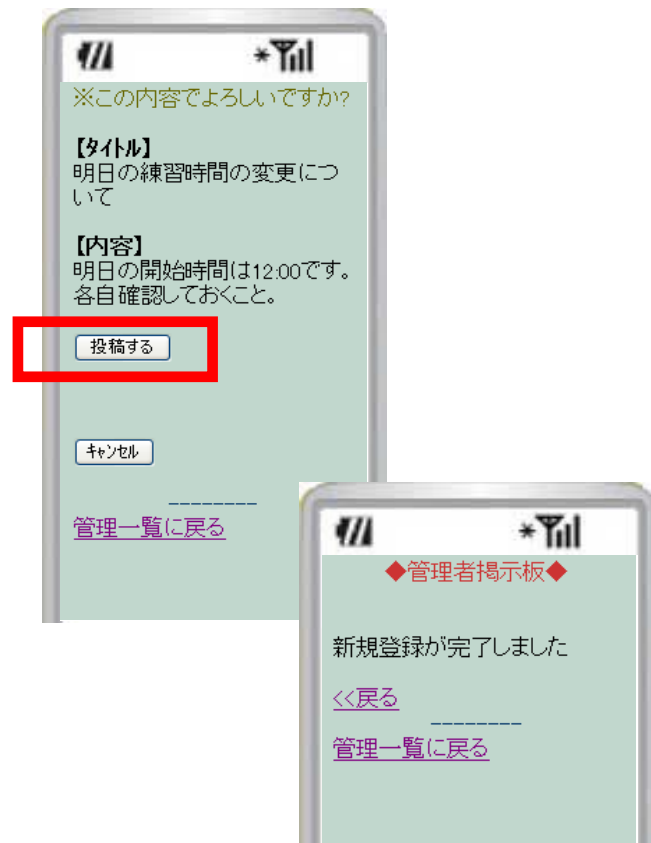 ※この内容でよろしいですか?
【ﾀｲﾄﾙ】
明日の練習時間の変更につ
いて
【内容】
明日の開始時間は12:00です。
各自確認しておくこと。
投稿する
ｷｬﾝｾﾙ
--------
管理一覧に戻る
◆管理者掲示板◆
新規登録が完了しました
<<戻る
--------
管理一覧に戻る